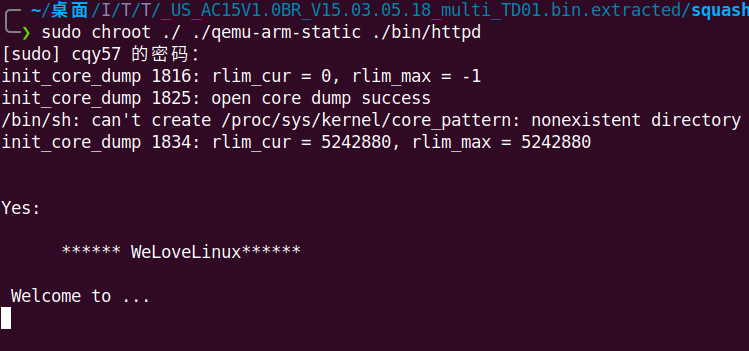 ~/桌面/I/T/T/_US_AC15V1.0BR_V15.03.05.18_multi_TD01.bin.extracted/squash
❯ sudo chroot ./ ./qemu-arm-static ./bin/httpd
[sudo] cqy57 的密码：
init_core_dump 1816: rlim_cur = 0, rlim_max = -1
init_core_dump 1825: open core dump success
/bin/sh: can't create /proc/sys/kernel/core_pattern: nonexistent directory
init_core_dump 1834: rlim_cur = 5242880, rlim_max = 5242880
Yes:
****** WeLoveLinux******
Welcome to ...